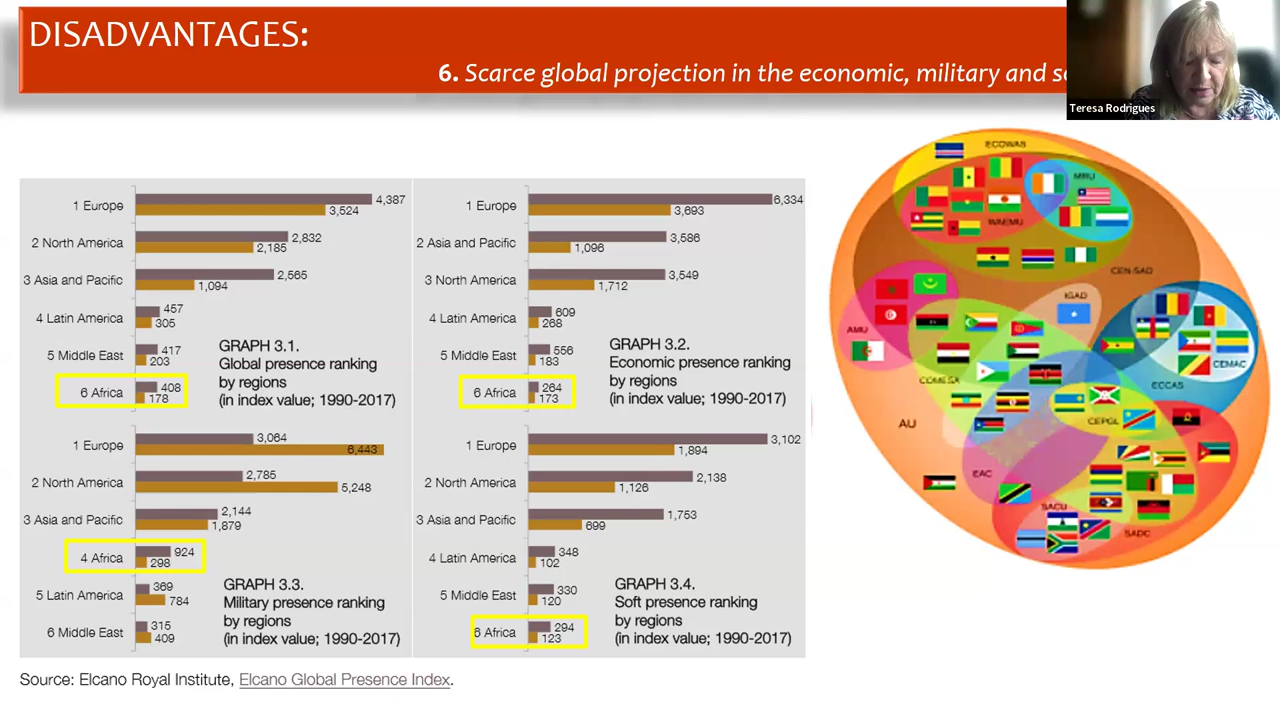 DISADVANTAGES:
6. Scarce global projection in the economic, military and so
Teresa Rodrigues
1 Europe 4,387
3,524
2 North America 2,832
2,185
3 Asia and Pacific 2,565
1,094
4 Latin America 457
305
5 Middle East 417
203
6 Africa 408
178
GRAPH 3.1.
Global presence ranking
by regions
(in index value; 1990-2017)
1 Europe 6,334
3,693
2 Asia and Pacific 3,586
1,096
3 North America 3,549
1,712
4 Latin America 609
268
5 Middle East 556
183
6 Africa 264
173
GRAPH 3.2.
Economic presence ranking
by regions
(in index value; 1990-2017)
1 Europe 3,064
6,443
2 North America 2,785
5,248
3 Asia and Pacific 2,144
1,879
4 Africa 924
298
5 Latin America 369
784
6 Middle East 315
409
GRAPH 3.3.
Military presence ranking
by regions
(in index value; 1990-2017)
1 Europe 3,102
1,894
2 North America 2,138
1,126
3 Asia and Pacific 1,753
699
4 Latin America 348
102
5 Middle East 330
120
6 Africa 294
123
GRAPH 3.4.
Soft presence ranking
by regions
(in index value; 1990-2017)
ECOWAS
MRU
WAEMU
CEN-SAD
IGAD
AMU
CEMAC
COMESA
ECCAS
CEPGL
AU
EAC
SACU
SADC
Source: Elcano Royal Institute, Elcano Global Presence Index.